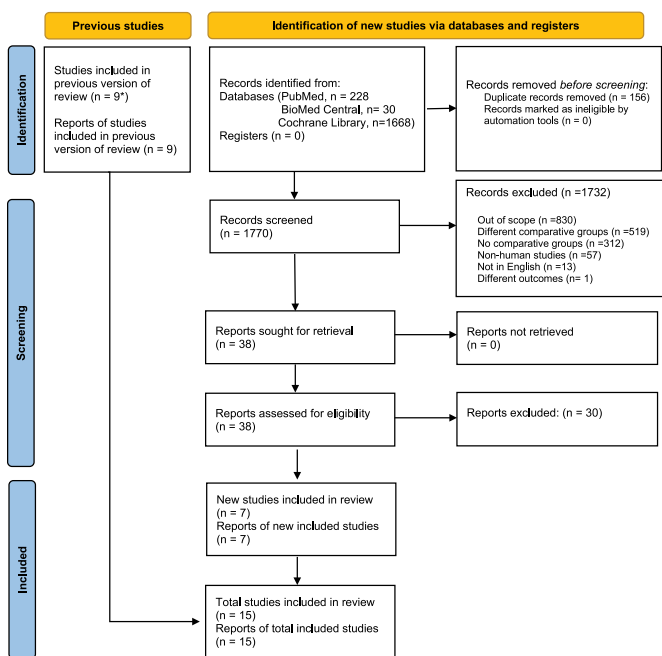 Previous studies
Identification of new studies via databases and registers
Identification
Studies included in
previous version of
review (n = 9*)
Reports of studies
included in previous
version of review (n = 9)
Records identified from:
Databases (PubMed, n = 228
BioMed Central, n= 30
Cochrane Library, n=1668)
Registers (n = 0)
Records removed before screening:
Duplicate records removed (n = 156)
Records marked as ineligible by
automation tools (n = 0)
Screening
Records screened
(n = 1770)
Records excluded (n =1732)
Out of scope (n =830)
Different comparative groups (n =519)
No comparative groups (n =312)
Non-human studies (n =57)
Not in English (n =13)
Different outcomes (n= 1)
Reports sought for retrieval
(n = 38)
Reports not retrieved
(n = 0)
Reports assessed for eligibility
(n = 38)
Reports excluded: (n = 30)
Included
New studies included in review
(n = 7)
Reports of new included studies
(n = 7)
Total studies included in review
(n = 15)
Reports of total included studies
(n = 15)